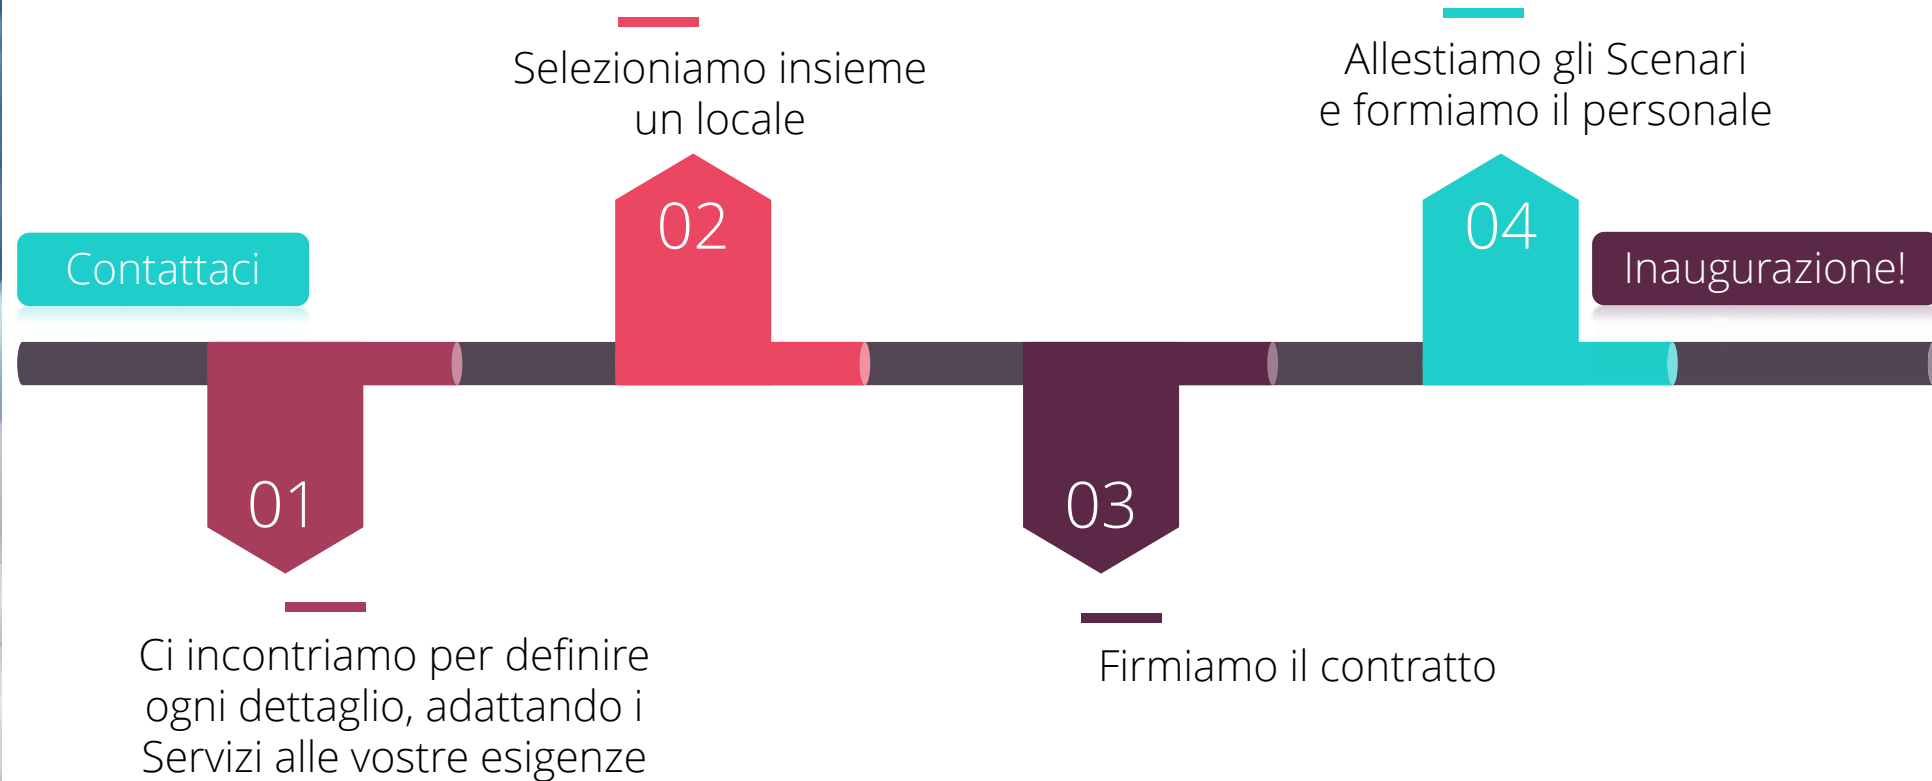 Contattaci
01
Ci incontriamo per definire
ogni dettaglio, adattando i
Servizi alle vostre esigenze
Selezioniamo insieme
un locale
02
03
Firmiamo il contratto
Allestiamo gli Scenari
e formiamo il personale
04
Inaugurazione!